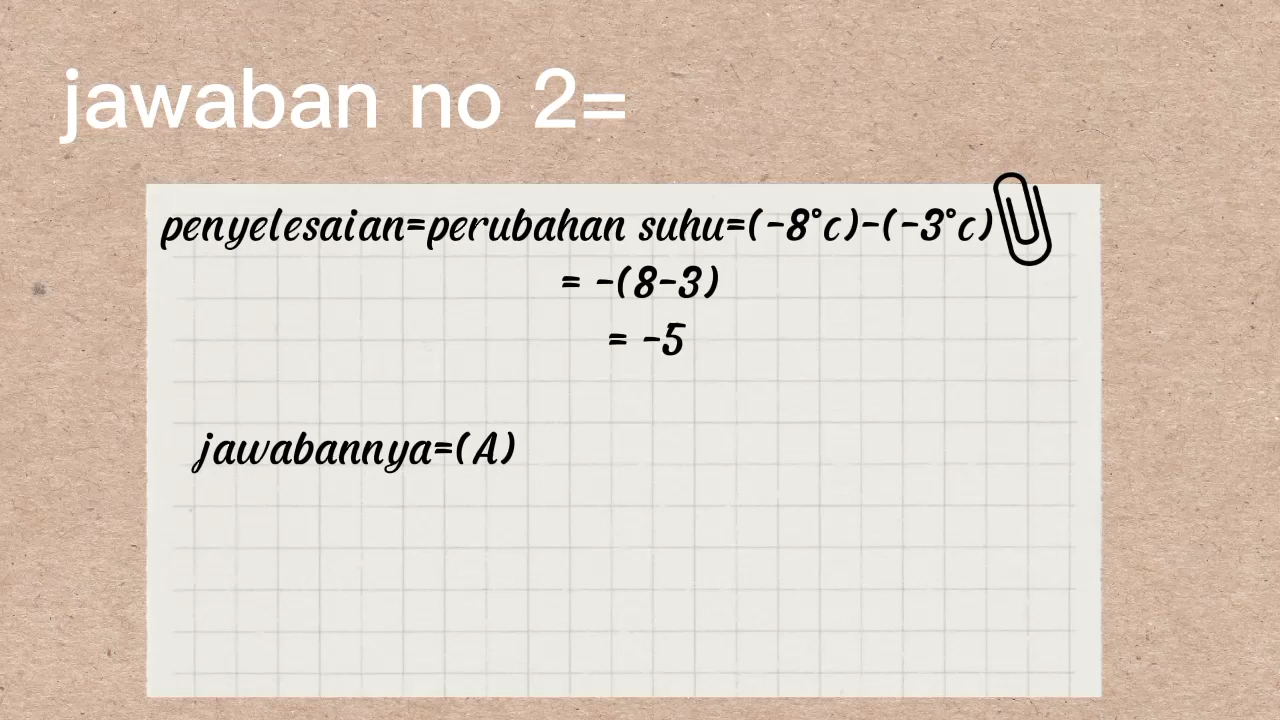 jawaban no 2=
penyelesaian=perubahan suhu=(-8°c)-(-3°c)
= -(8-3)
= -5
jawabannya=(A)